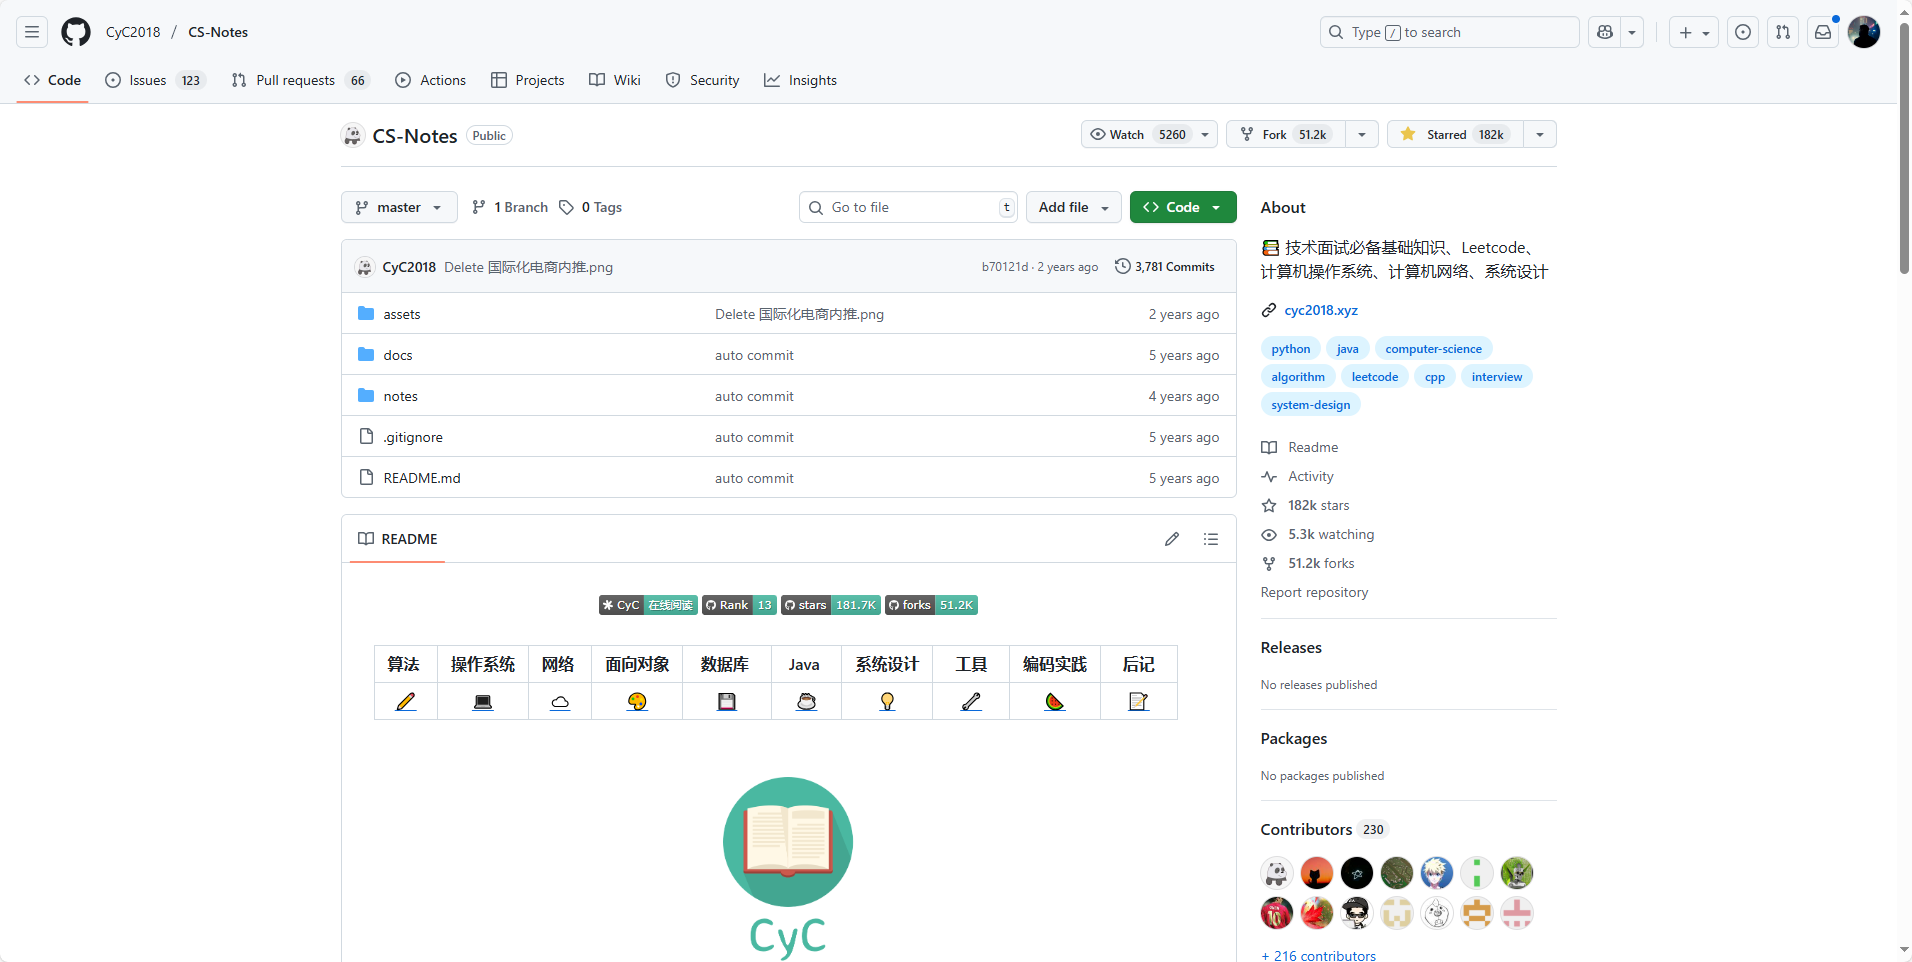 CyC2018 / CS-Notes
Type / to search
Code
Issues 123
Pull requests 66
Actions
Projects
Wiki
Security
Insights
CS-Notes Public
Watch 5260
Fork 51.2k
Starred 182k
master
1 Branch
0 Tags
Go to file t
Add file
Code
CyC2018 Delete 国际化电商内推.png b70121d · 2 years ago 3,781 Commits
assets Delete 国际化电商内推.png 2 years ago
docs auto commit 5 years ago
notes auto commit 4 years ago
.gitignore auto commit 5 years ago
README.md auto commit 5 years ago
README
CyC 在线阅读 Rank 13 stars 181.7K forks 51.2K
算法 操作系统 网络 面向对象 数据库 Java 系统设计 工具 编码实践 后记
CyC
About
技术面试必备基础知识、Leetcode、
计算机操作系统、计算机网络、系统设计
cyc2018.xyz
python java computer-science
algorithm leetcode cpp interview
system-design
Readme
Activity
182k stars
5.3k watching
51.2k forks
Report repository
Releases
No releases published
Packages
No packages published
Contributors 230
+ 216 contributors